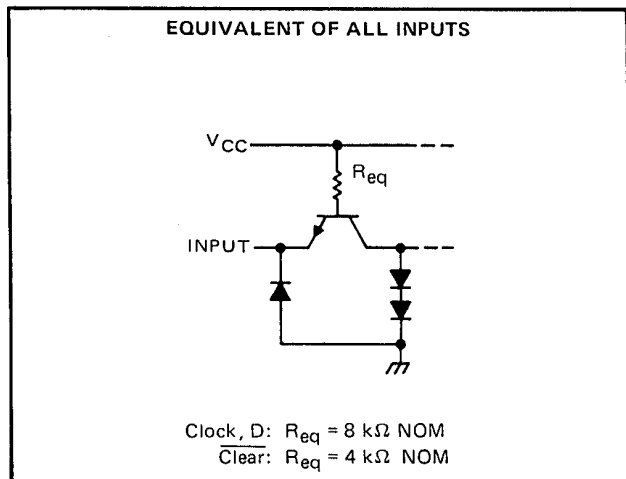 EQUIVALENT OF ALL INPUTS
VCC
Req
INPUT
Clock, D: Req = 8 kΩ NOM
Clear: Req = 4 kΩ NOM